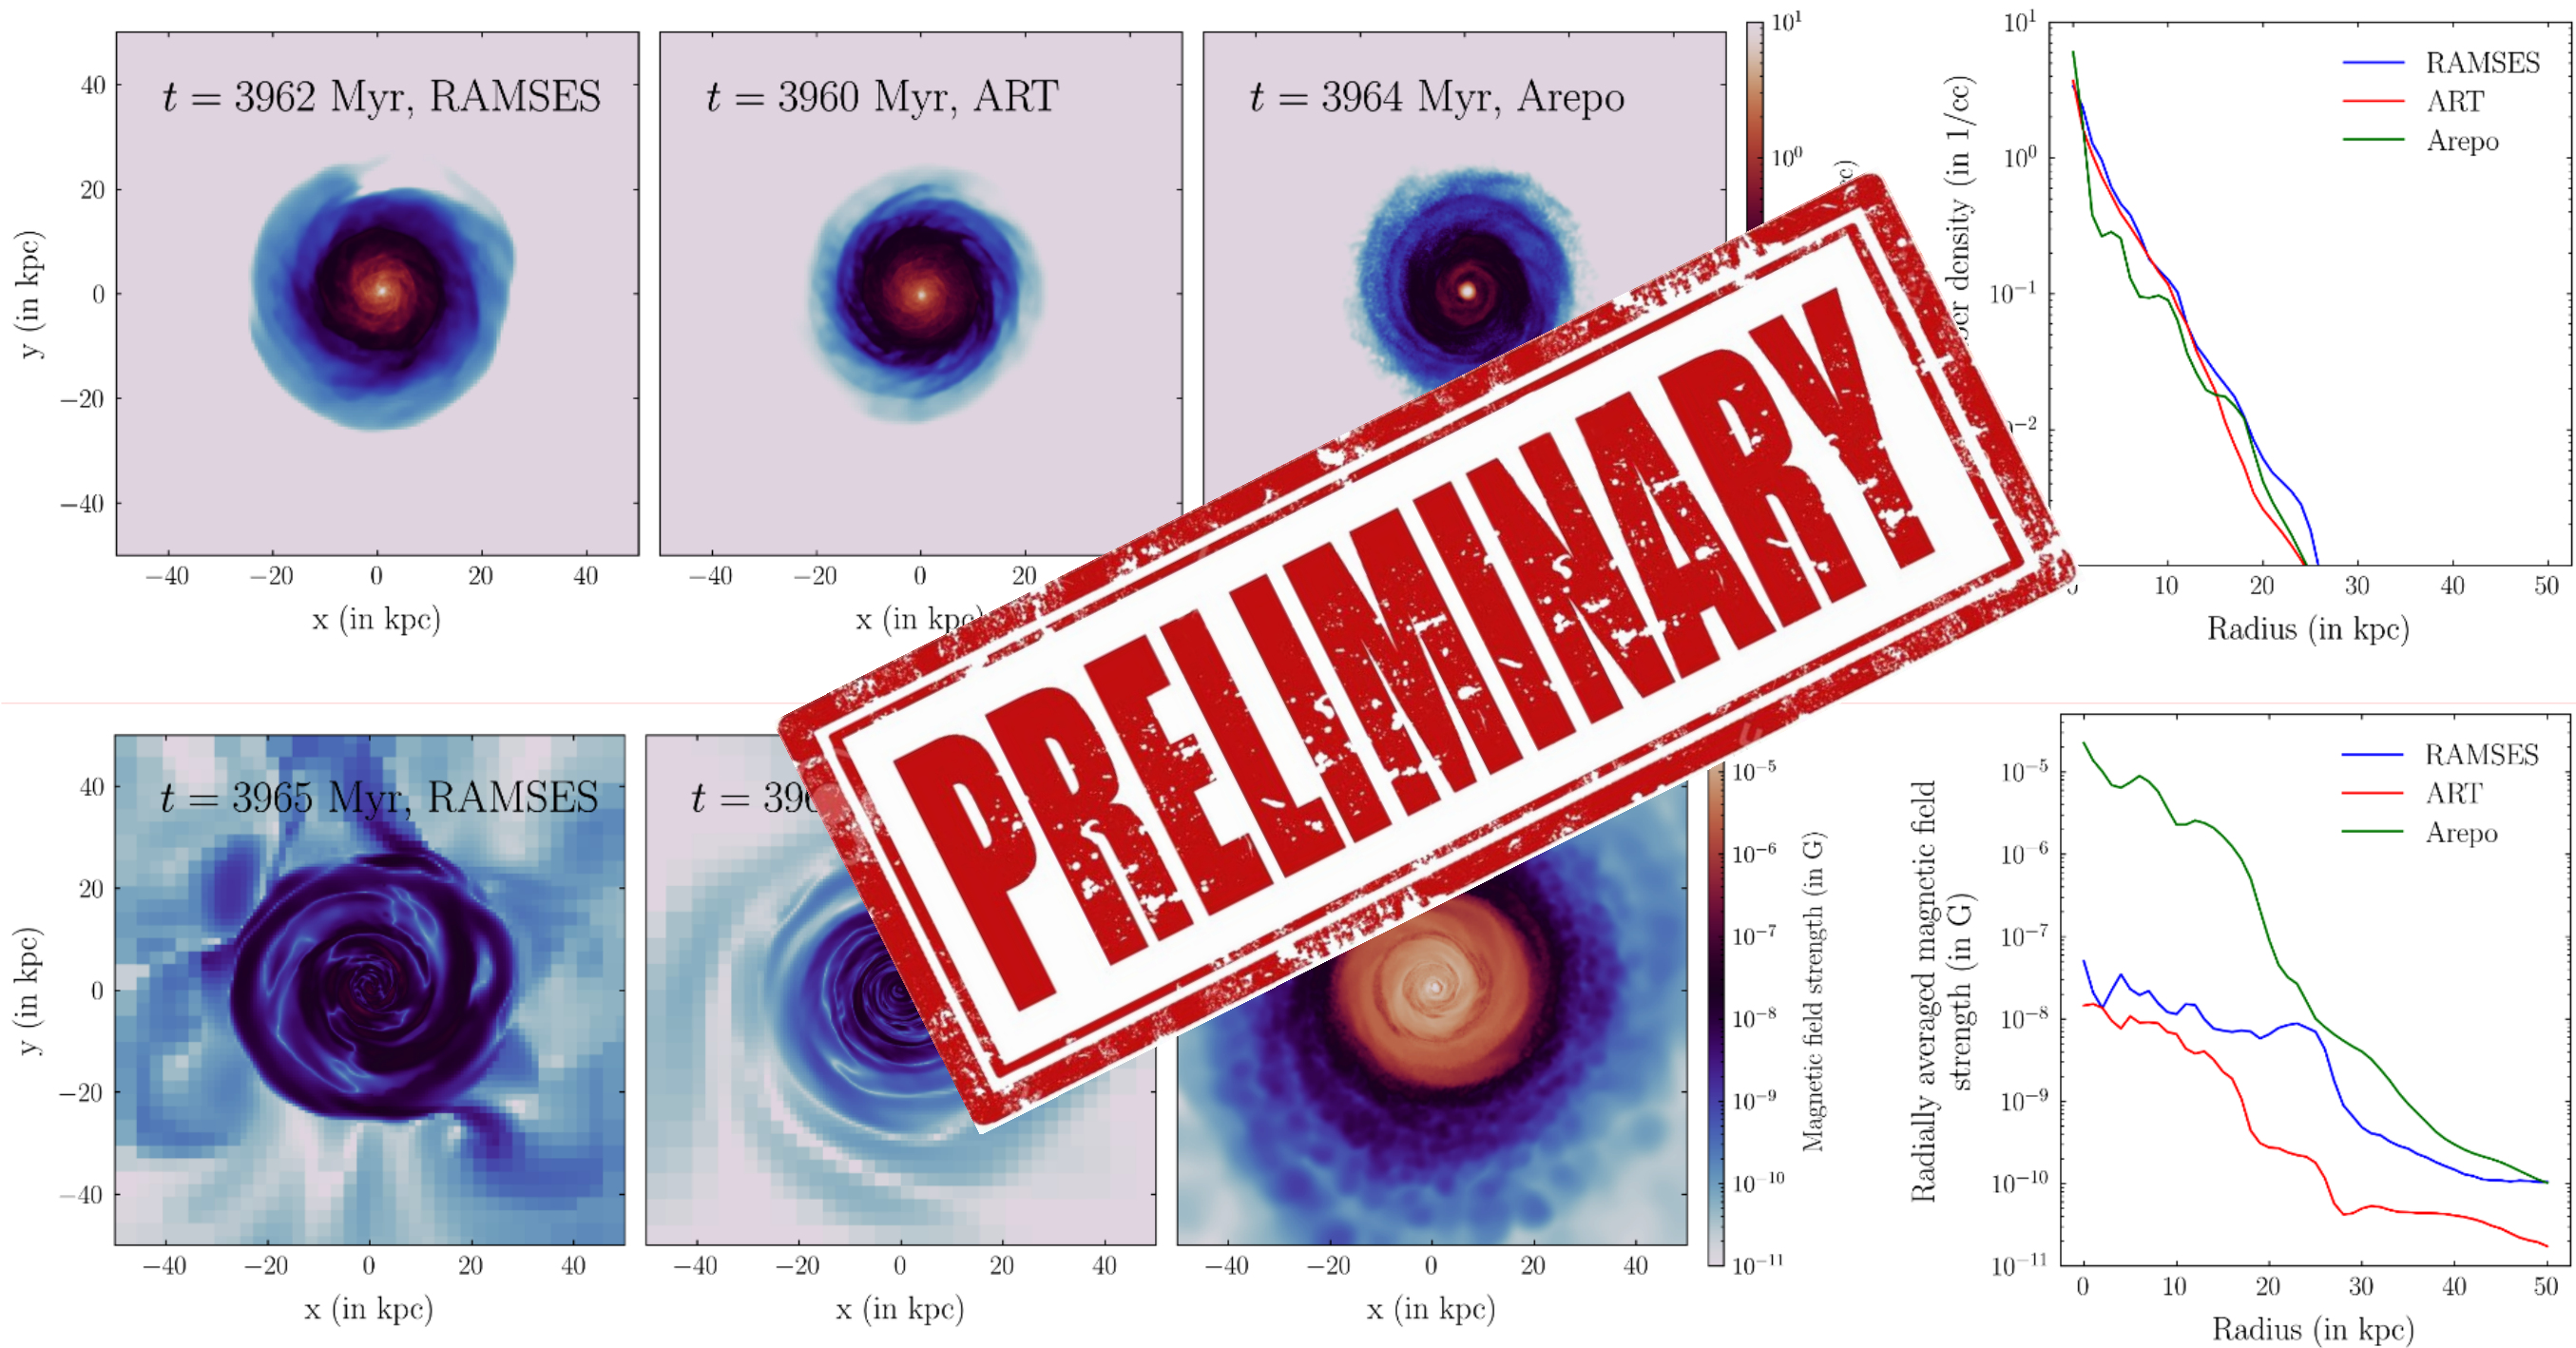 t = 3962 Myr, RAMSES
t = 3960 Myr, ART
t = 3964 Myr, Arepo
y (in kpc)
40
20
0
−20
−40
−40 −20 0 20 40
x (in kpc)
−40 −20 0 20
x (in kpc)
10¹
10⁰
density (in 1/cc)
10¹
10⁰
10⁻¹
RAMSES
ART
Arepo
10 20 30 40 50
Radius (in kpc)
PRELIMINARY
t = 3965 Myr, RAMSES
y (in kpc)
40
20
0
−20
−40
−40 −20 0 20 40
x (in kpc)
−40 −20 0 20 40
x (in kpc)
−40 −20 0 20 40
x (in kpc)
10⁻⁵
10⁻⁶
10⁻⁷
10⁻⁸
10⁻⁹
10⁻¹⁰
10⁻¹¹
Magnetic field strength (in G)
Radially averaged magnetic field
strength (in G)
10⁻⁵
10⁻⁶
10⁻⁷
10⁻⁸
10⁻⁹
10⁻¹⁰
10⁻¹¹
RAMSES
ART
Arepo
0 10 20 30 40 50
Radius (in kpc)